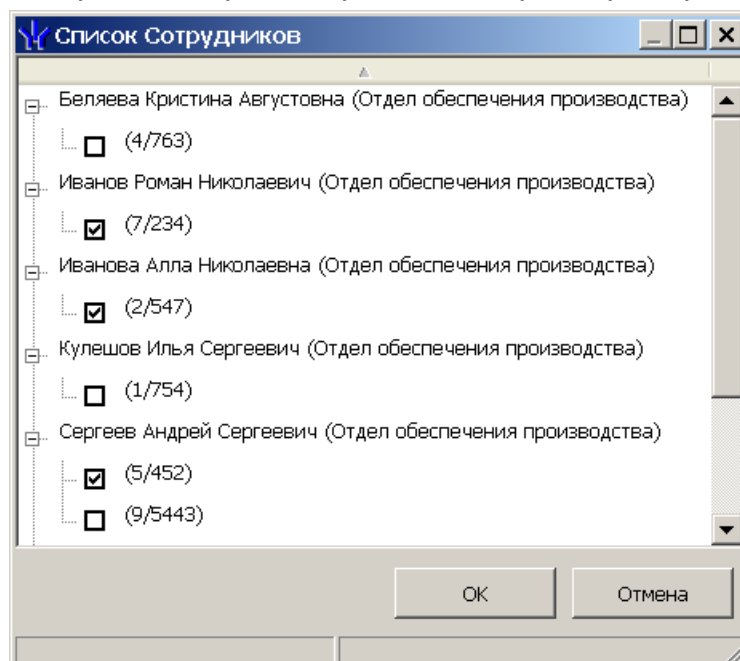 Список Сотрудников
Беляева Кристина Августовна (Отдел обеспечения производства)
(4/763)
Иванов Роман Николаевич (Отдел обеспечения производства)
(7/234)
Иванова Алла Николаевна (Отдел обеспечения производства)
(2/547)
Кулешов Илья Сергеевич (Отдел обеспечения производства)
(1/754)
Сергеев Андрей Сергеевич (Отдел обеспечения производства)
(5/452)
(9/5443)
ОК Отмена